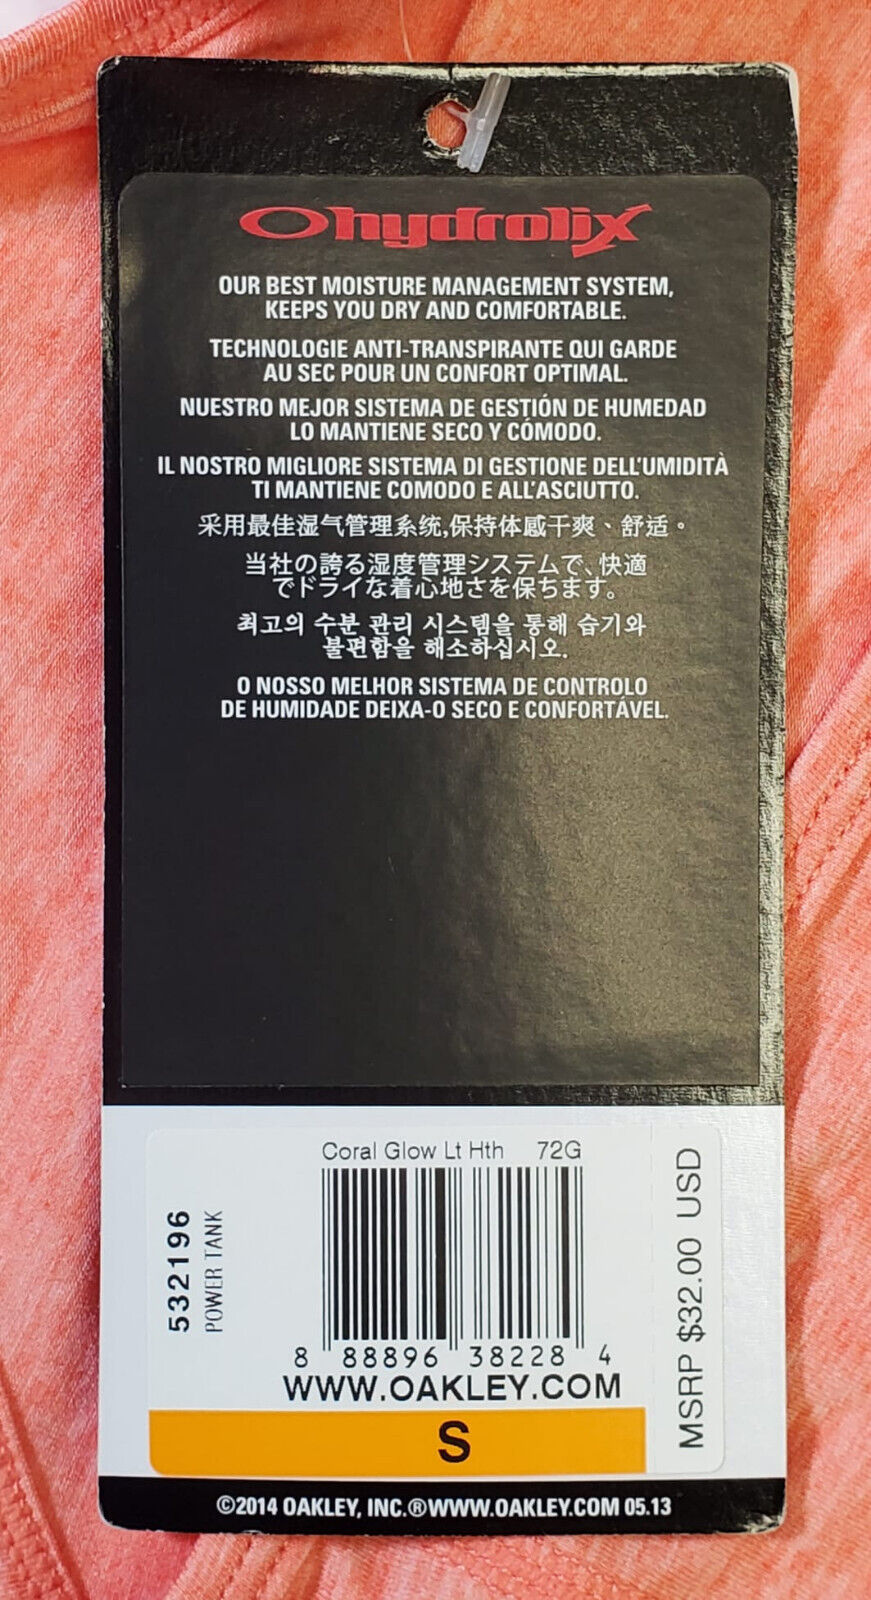 Ohydrolix
OUR BEST MOISTURE MANAGEMENT SYSTEM,
KEEPS YOU DRY AND COMFORTABLE.
TECHNOLOGIE ANTI-TRANSPIRANTE QUI GARDE
AU SEC POUR UN CONFORT OPTIMAL.
NUESTRO MEJOR SISTEMA DE GESTIÓN DE HUMEDAD
LO MANTIENE SECO Y CÓMODO.
IL NOSTRO MIGLIORE SISTEMA DI GESTIONE DELL'UMIDITÀ
TI MANTIENE COMODO E ALL'ASCIUTTO.
采用最佳湿气管理系统,保持体感干爽、舒适。
当社の誇る湿度管理システムで、快適
でドライな着心地さを保ちます。
최고의 수분 관리 시스템을 통해 습기와
불편함을 해소하십시오.
O NOSSO MELHOR SISTEMA DE CONTROLO
DE HUMIDADE DEIXA-O SECO E CONFORTÁVEL.
Coral Glow Lt Hth 72G
532196
POWER TANK
8 88896 38228 4
WWW.OAKLEY.COM
S
MSRP $32.00 USD
©2014 OAKLEY, INC.®WWW.OAKLEY.COM 05.13